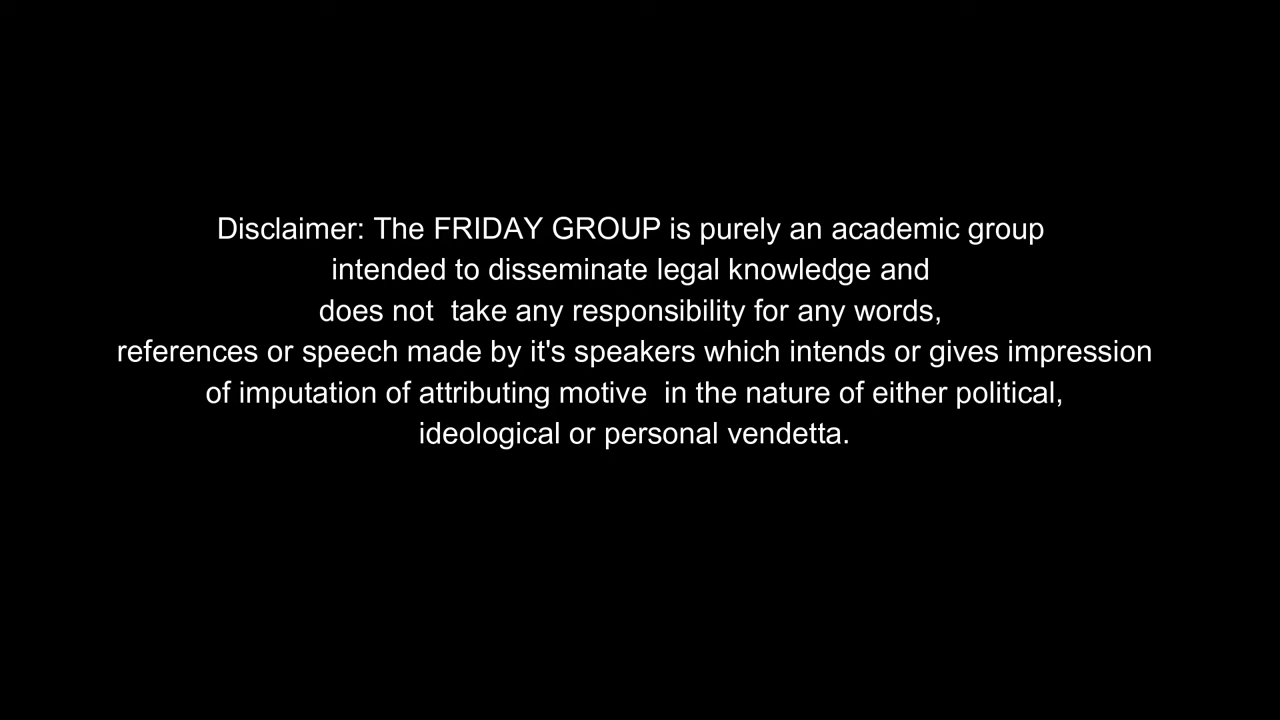 Disclaimer: The FRIDAY GROUP is purely an academic group
intended to disseminate legal knowledge and
does not  take any responsibility for any words,
references or speech made by it's speakers which intends or gives impression
of imputation of attributing motive  in the nature of either political,
ideological or personal vendetta.